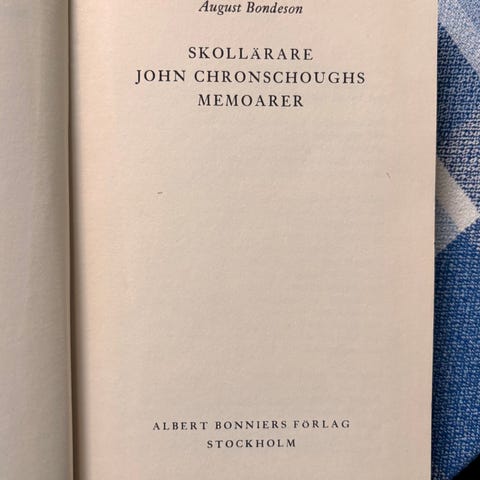 August Bondeson
SKOLLÄRARE
JOHN CHRONSCHOUGHS
MEMOARER
ALBERT BONNIERS FÖRLAG
STOCKHOLM